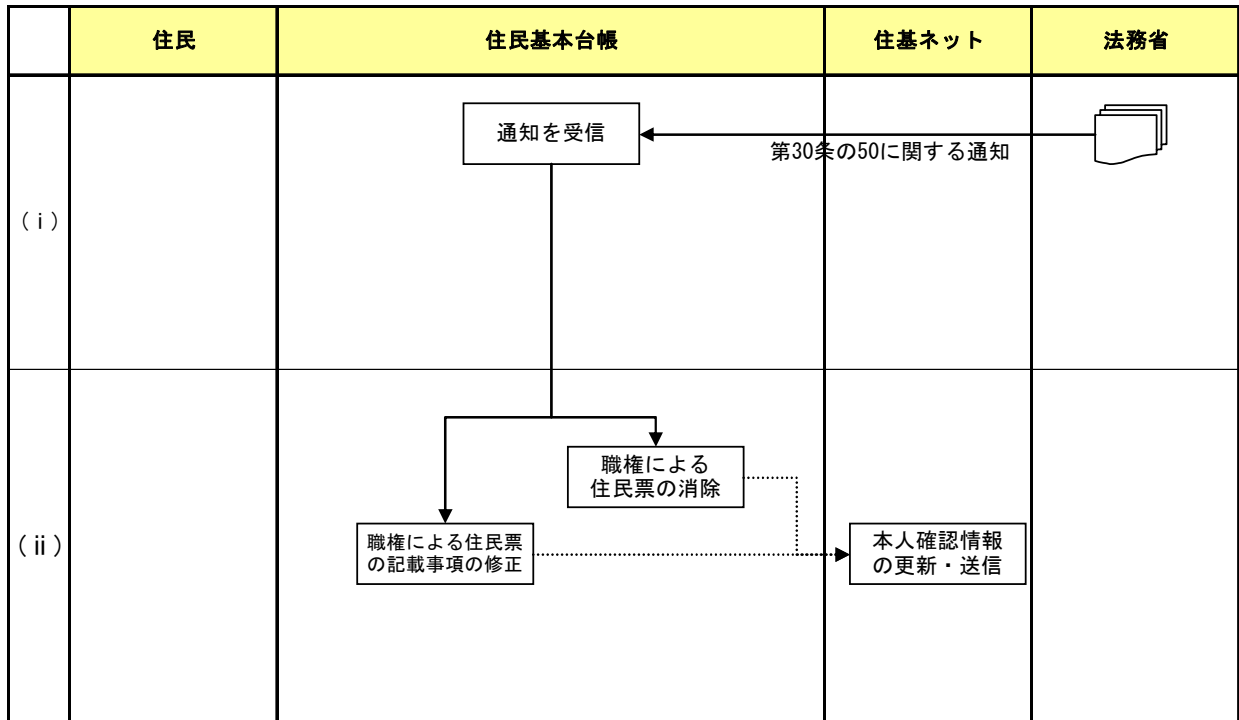 住民
住民基本台帳
住基ネット
法務省
(ⅰ)
通知を受信
第30条の50に関する通知
(ⅱ)
職権による
住民票の消除
職権による住民票
の記載事項の修正
本人確認情報
の更新・送信